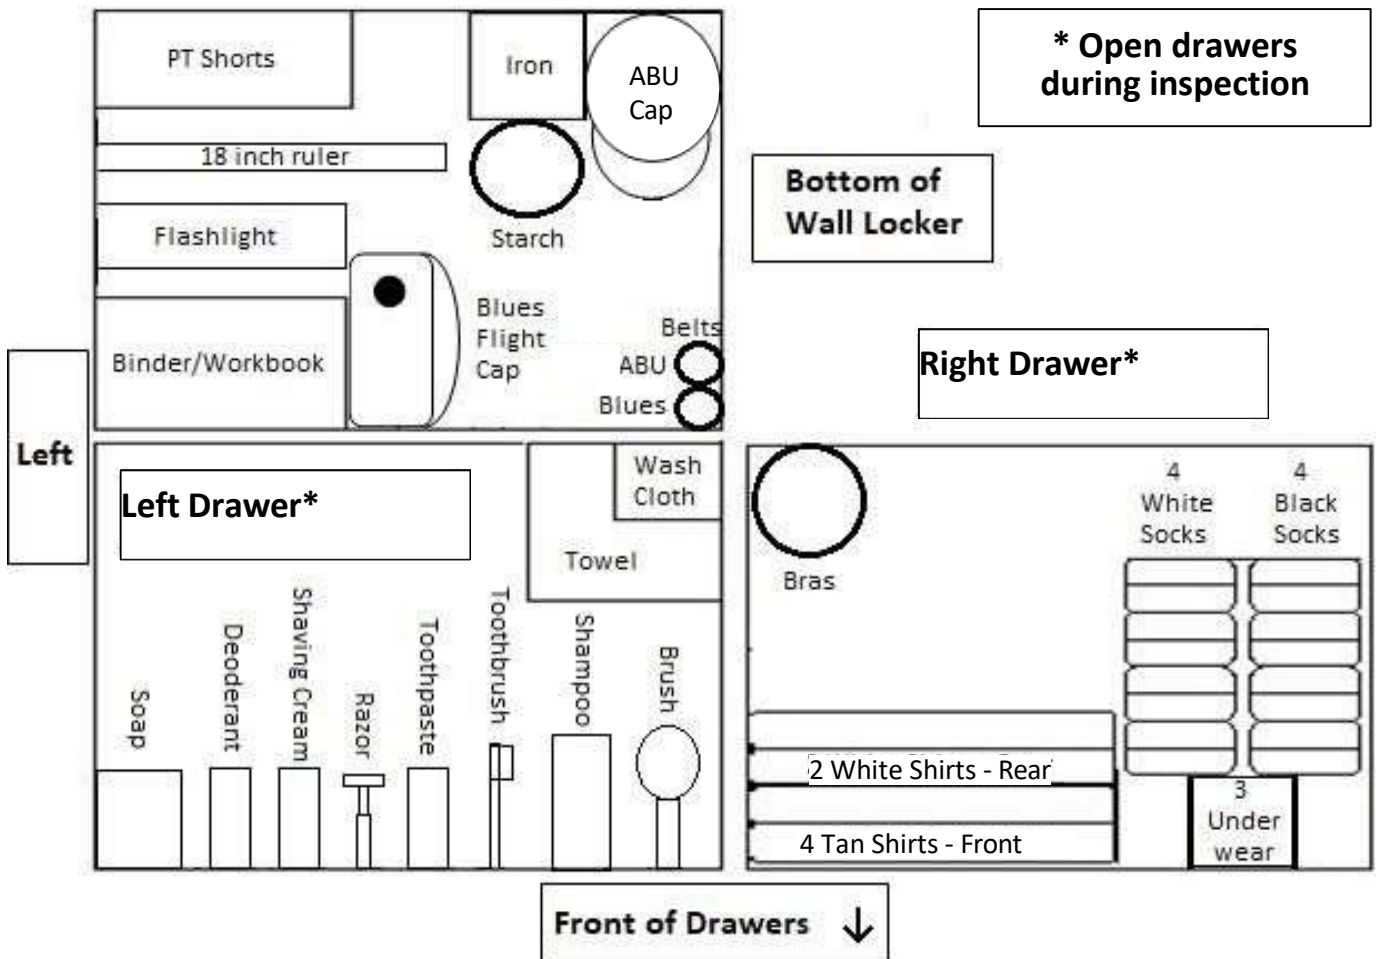 PT Shorts
Iron
ABU
Cap
* Open drawers
during inspection
18 inch ruler
Starch
Bottom of
Wall Locker
Flashlight
Blues
Flight
Cap
Belts
ABU
Blues
Binder/Workbook
Right Drawer*
Left
Left Drawer*
Wash
Cloth
Towel
Soap
Deoderant
Shaving Cream
Razor
Toothpaste
Toothbrush
Shampoo
Brush
Bras
4
White
Socks
4
Black
Socks
2 White Shirts - Rear
4 Tan Shirts - Front
3
Under
wear
Front of Drawers ↓